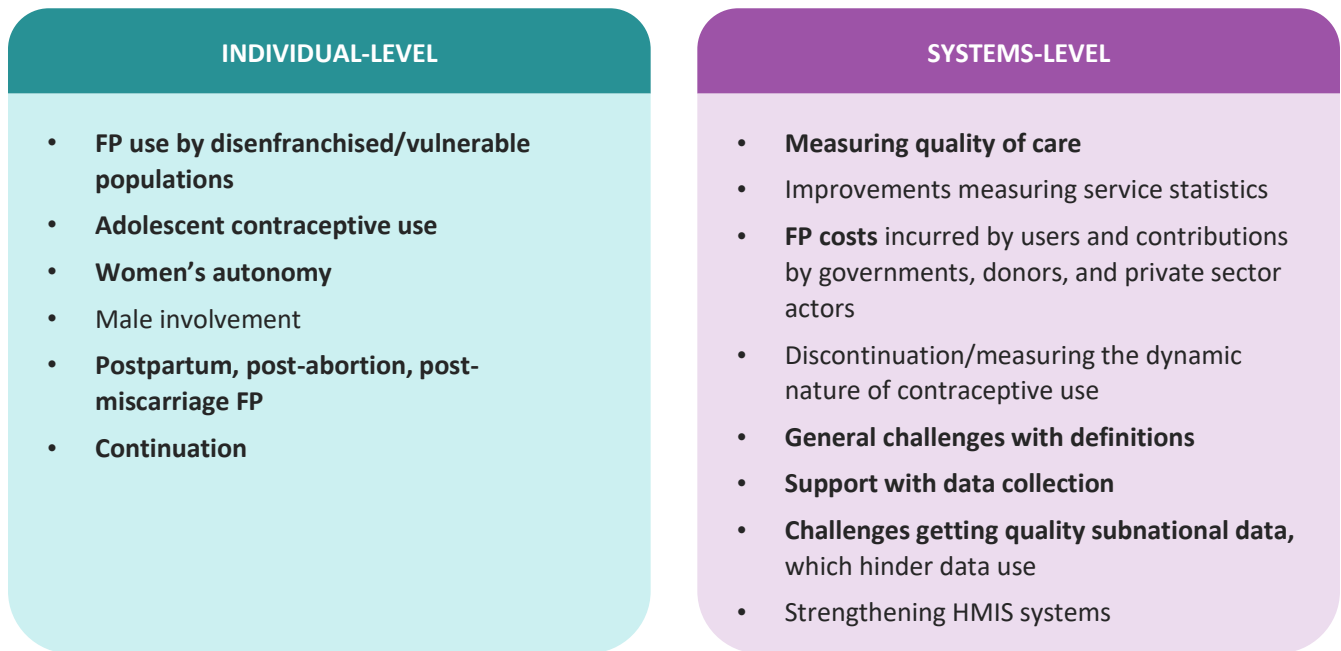 INDIVIDUAL-LEVEL
• FP use by disenfranchised/vulnerable
populations
• Adolescent contraceptive use
• Women’s autonomy
• Male involvement
• Postpartum, post-abortion, post-
miscarriage FP
• Continuation
SYSTEMS-LEVEL
• Measuring quality of care
• Improvements measuring service statistics
• FP costs incurred by users and contributions
by governments, donors, and private sector
actors
• Discontinuation/measuring the dynamic
nature of contraceptive use
• General challenges with definitions
• Support with data collection
• Challenges getting quality subnational data,
which hinder data use
• Strengthening HMIS systems